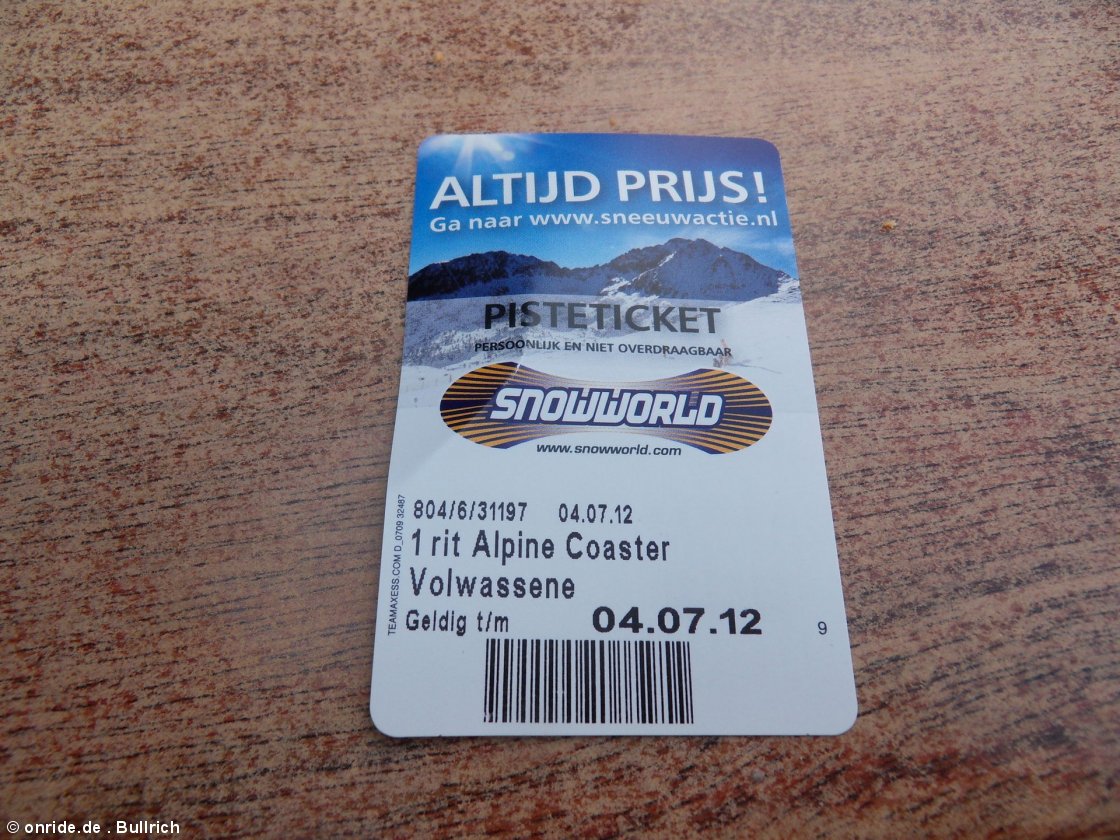 ALTIJD PRIJS!
Ga naar www.sneeuwactie.nl
PISTETICKET
PERSOONLIJK EN NIET OVERDRAAGBAAR
SNOWWORLD
www.snowworld.com
804/6/31197 04.07.12
1 rit Alpine Coaster
Volwassene
Geldig t/m 04.07.12 9
TEAMAXESS.COM D_0709 32487
© onride.de . Bullrich